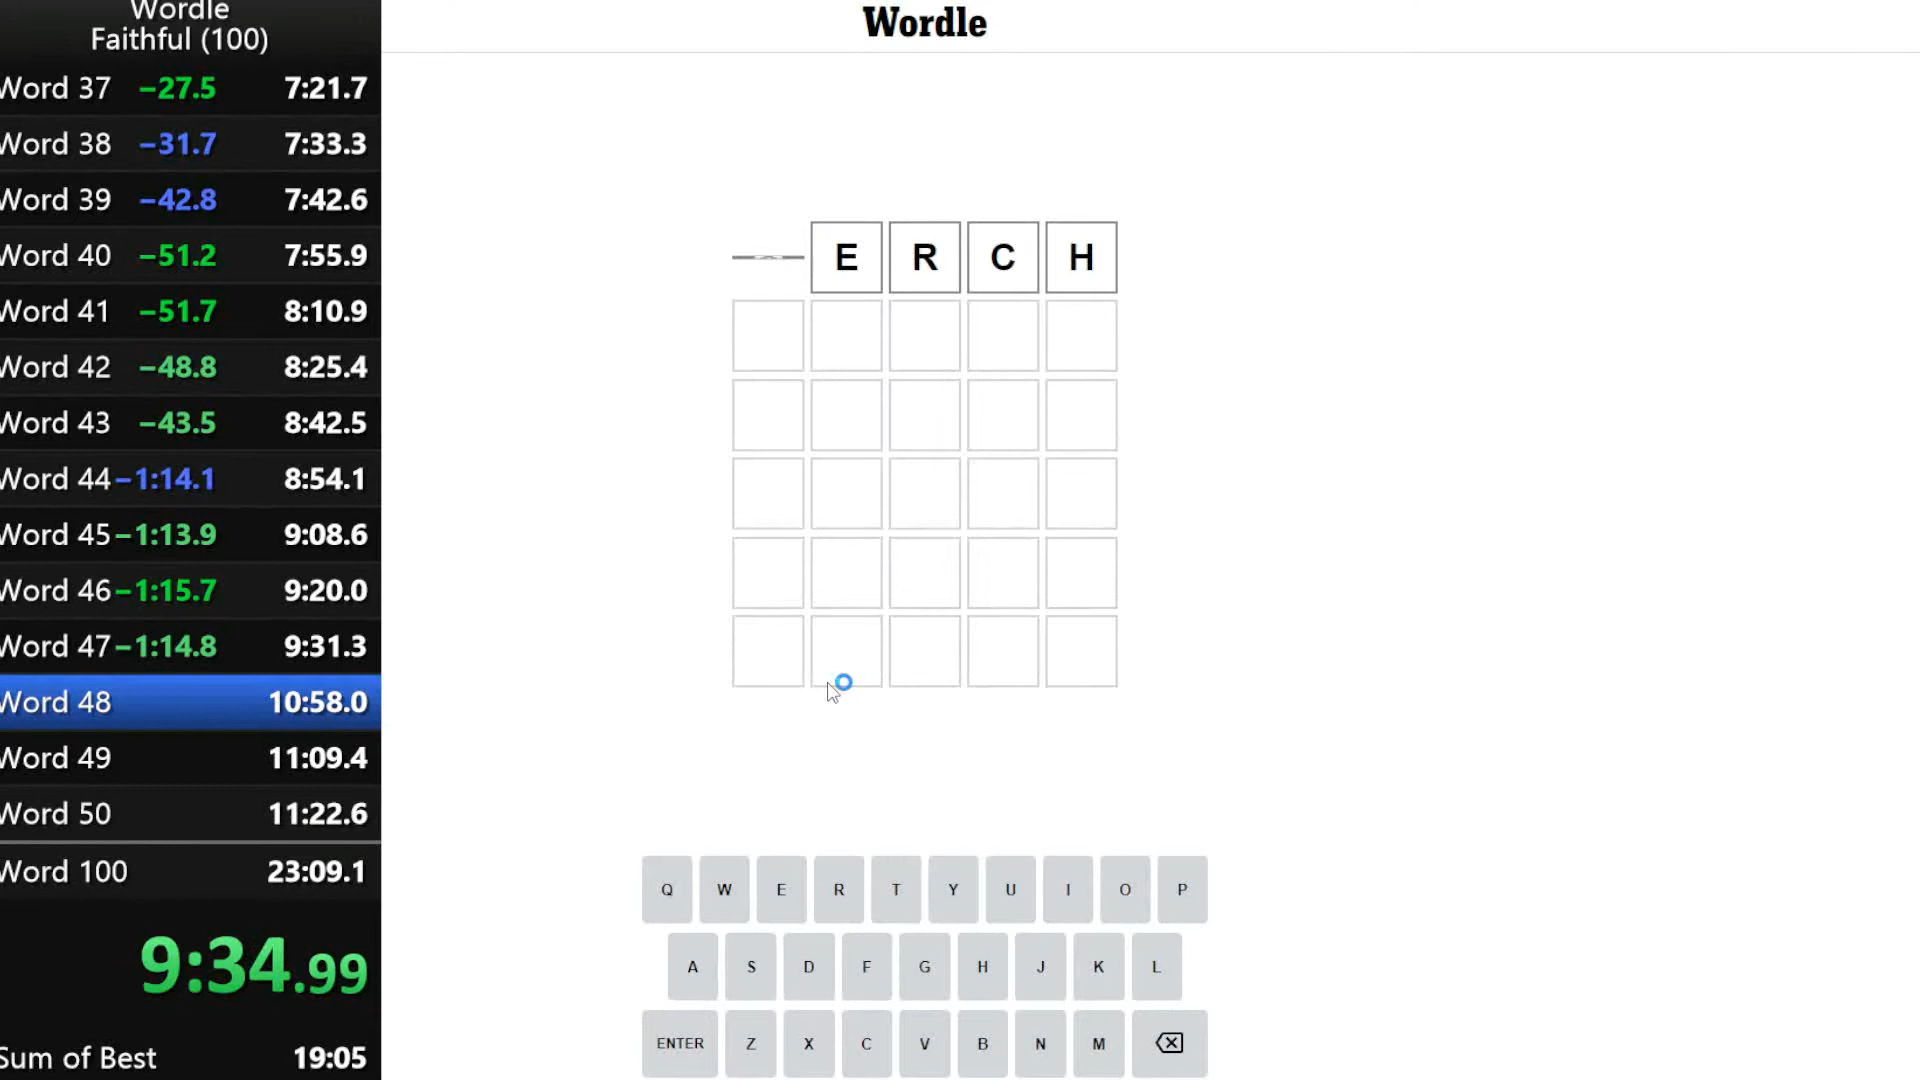 Wordle
Faithful (100)
Word 37 −27.5 7:21.7
Word 38 −31.7 7:33.3
Word 39 −42.8 7:42.6
Word 40 −51.2 7:55.9
Word 41 −51.7 8:10.9
Word 42 −48.8 8:25.4
Word 43 −43.5 8:42.5
Word 44 −1:14.1 8:54.1
Word 45 −1:13.9 9:08.6
Word 46 −1:15.7 9:20.0
Word 47 −1:14.8 9:31.3
Word 48 10:58.0
Word 49 11:09.4
Word 50 11:22.6
Word 100 23:09.1
9:34.99
Sum of Best 19:05
Wordle
E R C H
Q W E R T Y U I O P
A S D F G H J K L
ENTER Z X C V B N M